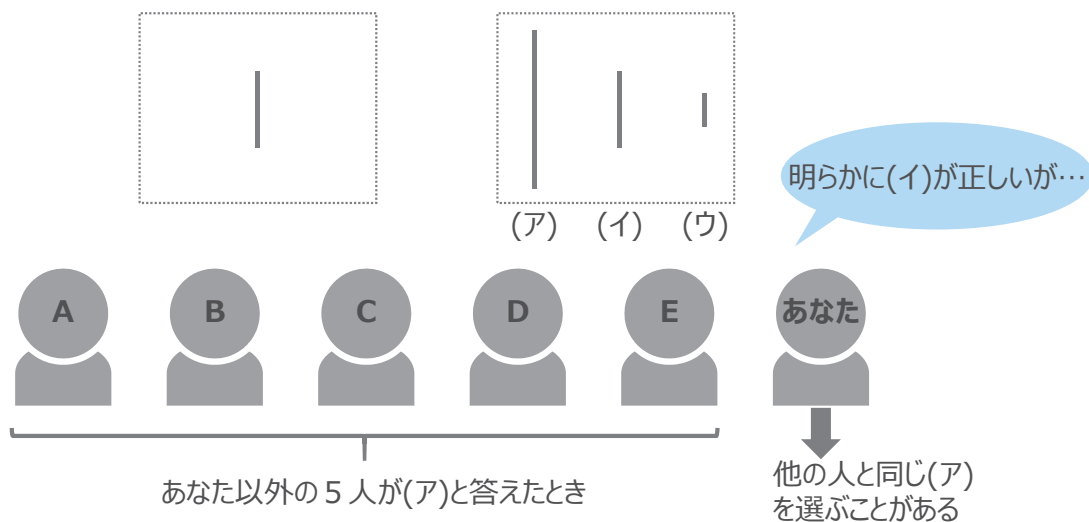 (ア) (イ) (ウ)
明らかに(イ)が正しいが…
A B C D E あなた
あなた以外の5人が(ア)と答えたとき
他の人と同じ(ア)
を選ぶことがある